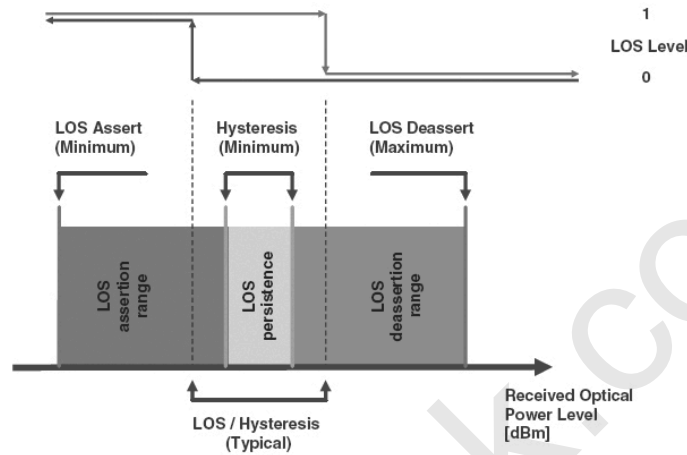 1
LOS Level
0
LOS Assert
(Minimum)
Hysteresis
(Minimum)
LOS Deassert
(Maximum)
LOS
assertion
range
LOS
persistence
LOS
deassertion
range
Received Optical
Power Level
[dBm]
LOS / Hysteresis
(Typical)
k.co